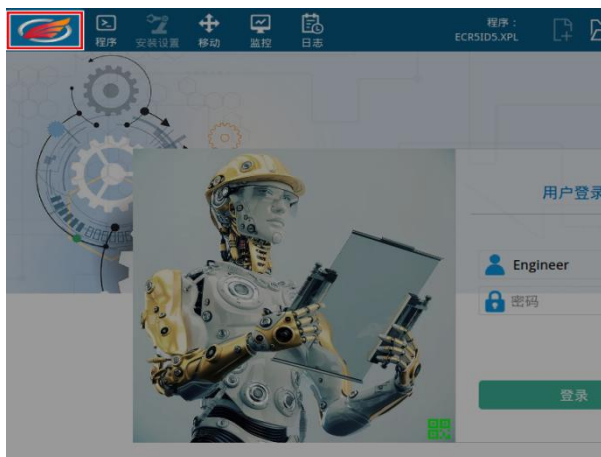 程序 安装设置 移动 监控 日志
程序：
ECR5ID5.XPL
用户登录
Engineer
密码
登录